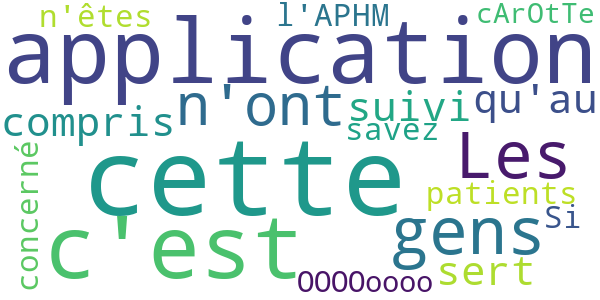 n'êtes l'APHM cArOtTe
application
compris n'ont suivi qu'au
savez
cette Les
concerné patients
c'est gens Si
OOOOoooo sert